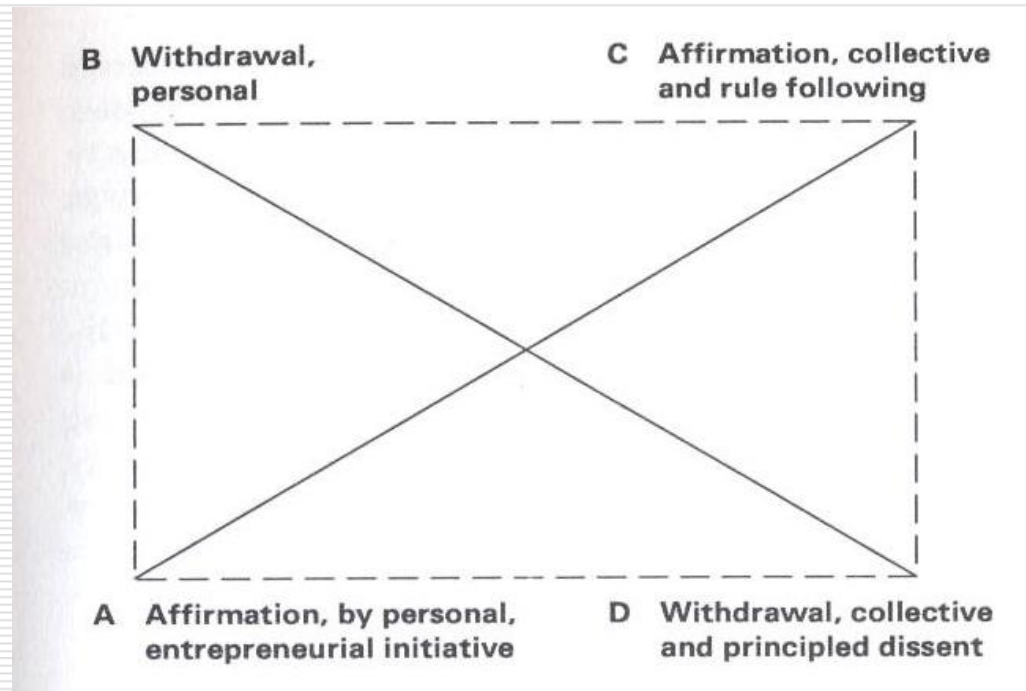 B Withdrawal,
personal
C Affirmation, collective
and rule following
A Affirmation, by personal,
entrepreneurial initiative
D Withdrawal, collective
and principled dissent